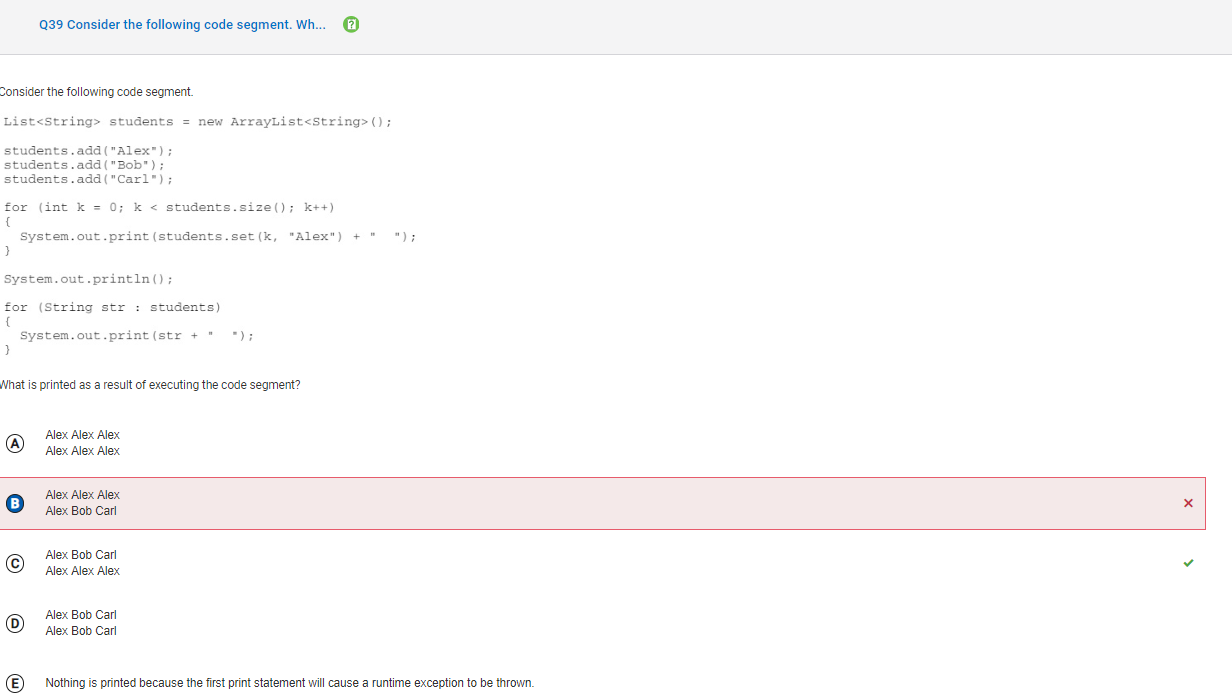 Q39 Consider the following code segment. Wh...
Consider the following code segment.
List<String> students = new ArrayList<String>();
students.add("Alex");
students.add("Bob");
students.add("Carl");
for (int k = 0; k < students.size(); k++)
{
  System.out.print(students.set(k, "Alex") + "  ");
}
System.out.println();
for (String str : students)
{
  System.out.print(str + "  ");
}
What is printed as a result of executing the code segment?
A
Alex Alex Alex
Alex Alex Alex
B
Alex Alex Alex
Alex Bob Carl
C
Alex Bob Carl
Alex Alex Alex
D
Alex Bob Carl
Alex Bob Carl
E Nothing is printed because the first print statement will cause a runtime exception to be thrown.